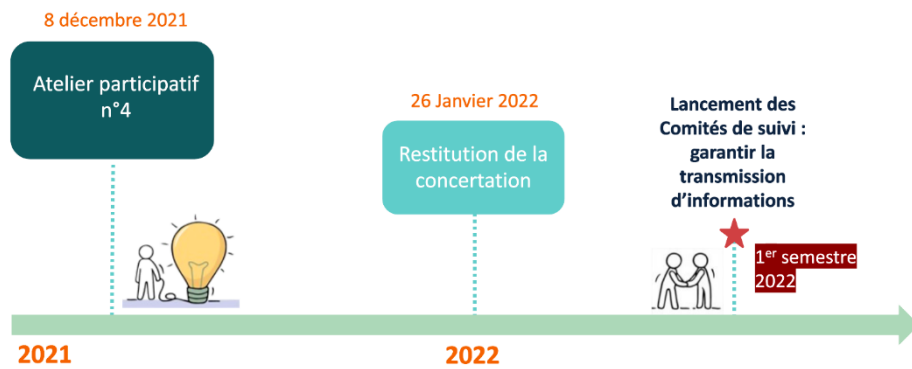 8 décembre 2021
Atelier participatif
n°4
26 Janvier 2022
Restitution de la
concertation
Lancement des
Comités de suivi :
garantir la
transmission
d'informations
1er semestre
2022
2021
2022